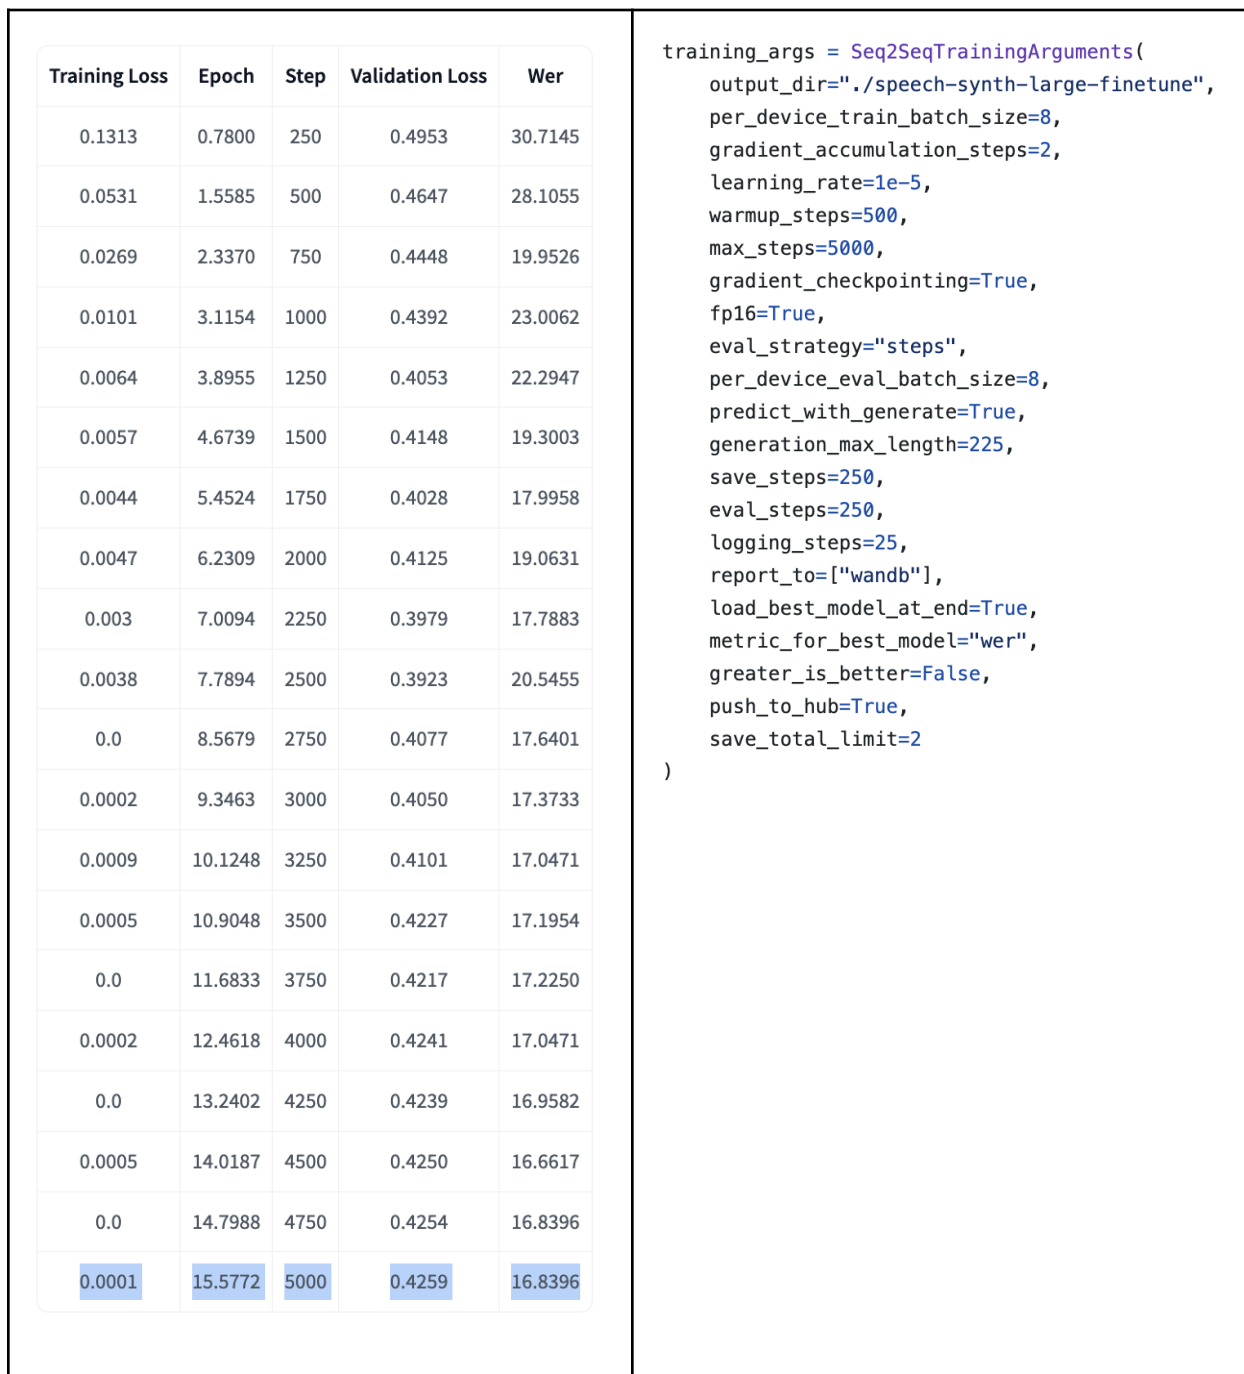 Training Loss Epoch Step Validation Loss Wer
0.1313 0.7800 250 0.4953 30.7145
0.0531 1.5585 500 0.4647 28.1055
0.0269 2.3370 750 0.4448 19.9526
0.0101 3.1154 1000 0.4392 23.0062
0.0064 3.8955 1250 0.4053 22.2947
0.0057 4.6739 1500 0.4148 19.3003
0.0044 5.4524 1750 0.4028 17.9958
0.0047 6.2309 2000 0.4125 19.0631
0.003 7.0094 2250 0.3979 17.7883
0.0038 7.7894 2500 0.3923 20.5455
0.0 8.5679 2750 0.4077 17.6401
0.0002 9.3463 3000 0.4050 17.3733
0.0009 10.1248 3250 0.4101 17.0471
0.0005 10.9048 3500 0.4227 17.1954
0.0 11.6833 3750 0.4217 17.2250
0.0002 12.4618 4000 0.4241 17.0471
0.0 13.2402 4250 0.4239 16.9582
0.0005 14.0187 4500 0.4250 16.6617
0.0 14.7988 4750 0.4254 16.8396
0.0001 15.5772 5000 0.4259 16.8396
training_args = Seq2SeqTrainingArguments(
    output_dir="./speech-synth-large-finetune",
    per_device_train_batch_size=8,
    gradient_accumulation_steps=2,
    learning_rate=1e-5,
    warmup_steps=500,
    max_steps=5000,
    gradient_checkpointing=True,
    fp16=True,
    eval_strategy="steps",
    per_device_eval_batch_size=8,
    predict_with_generate=True,
    generation_max_length=225,
    save_steps=250,
    eval_steps=250,
    logging_steps=25,
    report_to=["wandb"],
    load_best_model_at_end=True,
    metric_for_best_model="wer",
    greater_is_better=False,
    push_to_hub=True,
    save_total_limit=2
)